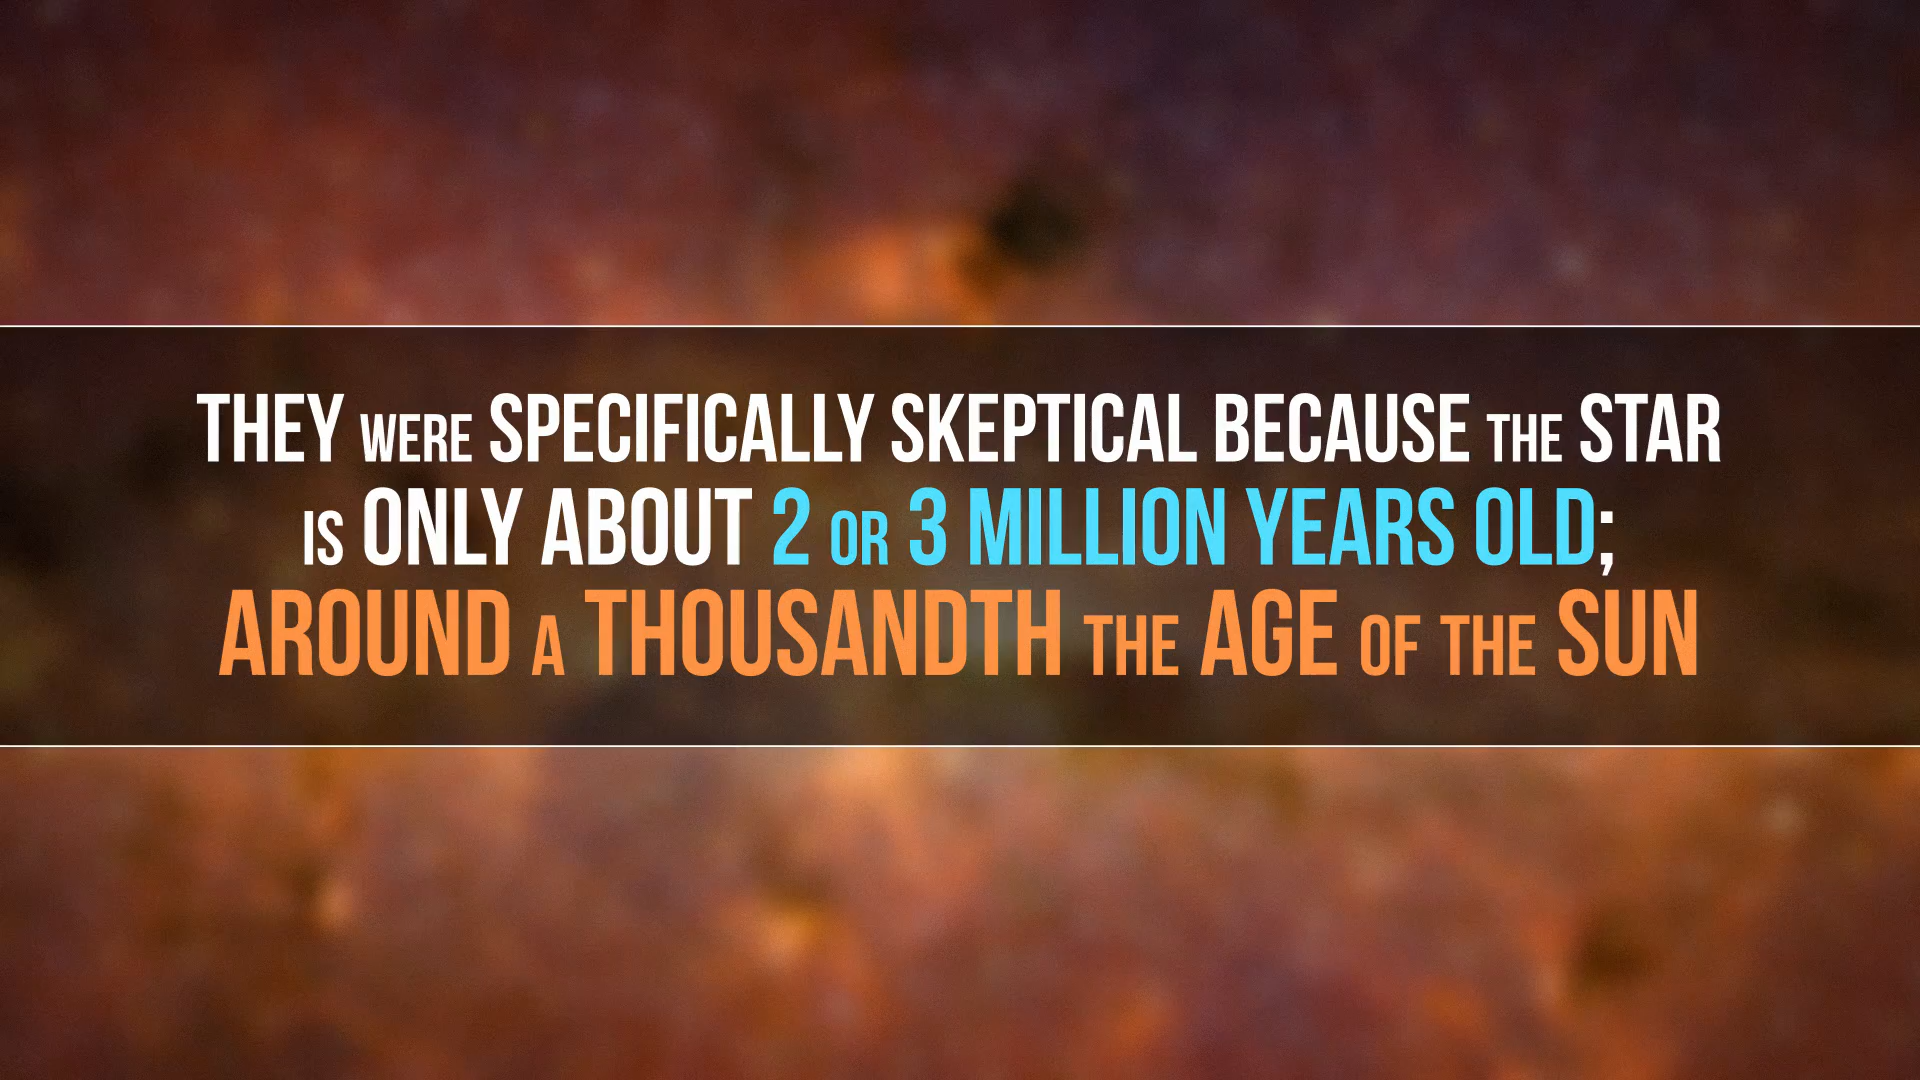 THEY WERE SPECIFICALLY SKEPTICAL BECAUSE THE STAR
IS ONLY ABOUT 2 OR 3 MILLION YEARS OLD;
AROUND A THOUSANDTH THE AGE OF THE SUN